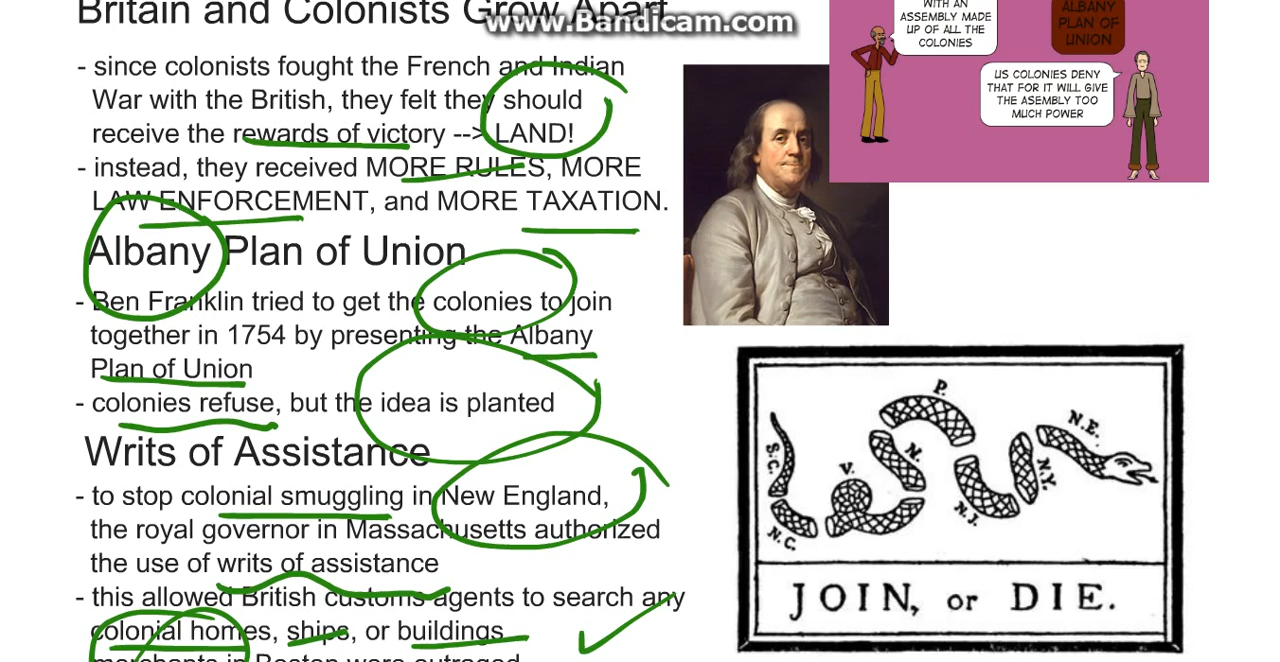 Britain and Colonists Grow Apart
www.Bandicam.com
- since colonists fought the French and Indian
War with the British, they felt they should
receive the rewards of victory --> LAND!
- instead, they received MORE RULES, MORE
LAW ENFORCEMENT, and MORE TAXATION.
Albany Plan of Union
- Ben Franklin tried to get the colonies to join
together in 1754 by presenting the Albany
Plan of Union
- colonies refuse, but the idea is planted
Writs of Assistance
- to stop colonial smuggling in New England,
the royal governor in Massachusetts authorized
the use of writs of assistance
- this allowed British customs agents to search any
colonial homes, ships, or buildings
merchants in Boston were outraged
WITH AN
ASSEMBLY MADE
UP OF ALL THE
COLONIES
ALBANY
PLAN OF
UNION
US COLONIES DENY
THAT FOR IT WILL GIVE
THE ASEMBLY TOO
MUCH POWER
S.C.
N.C.
V.
M.
P.
N.J.
N.Y.
N.E.
JOIN, or DIE.